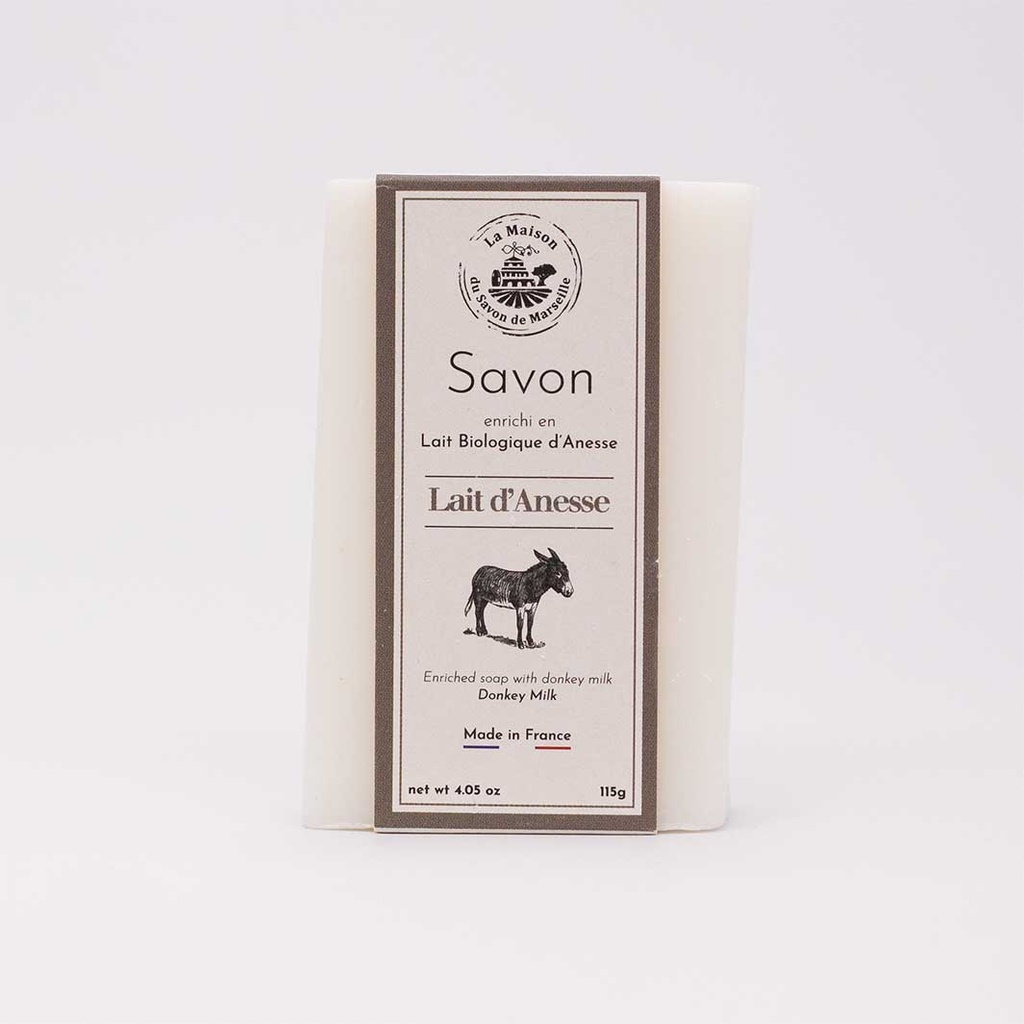 La Maison
du Savon de Marseille
Savon
enrichi en
Lait Biologique d'Anesse
Lait d'Anesse
Enriched soap with donkey milk
Donkey Milk
Made in France
net wt 4.05 oz 115g